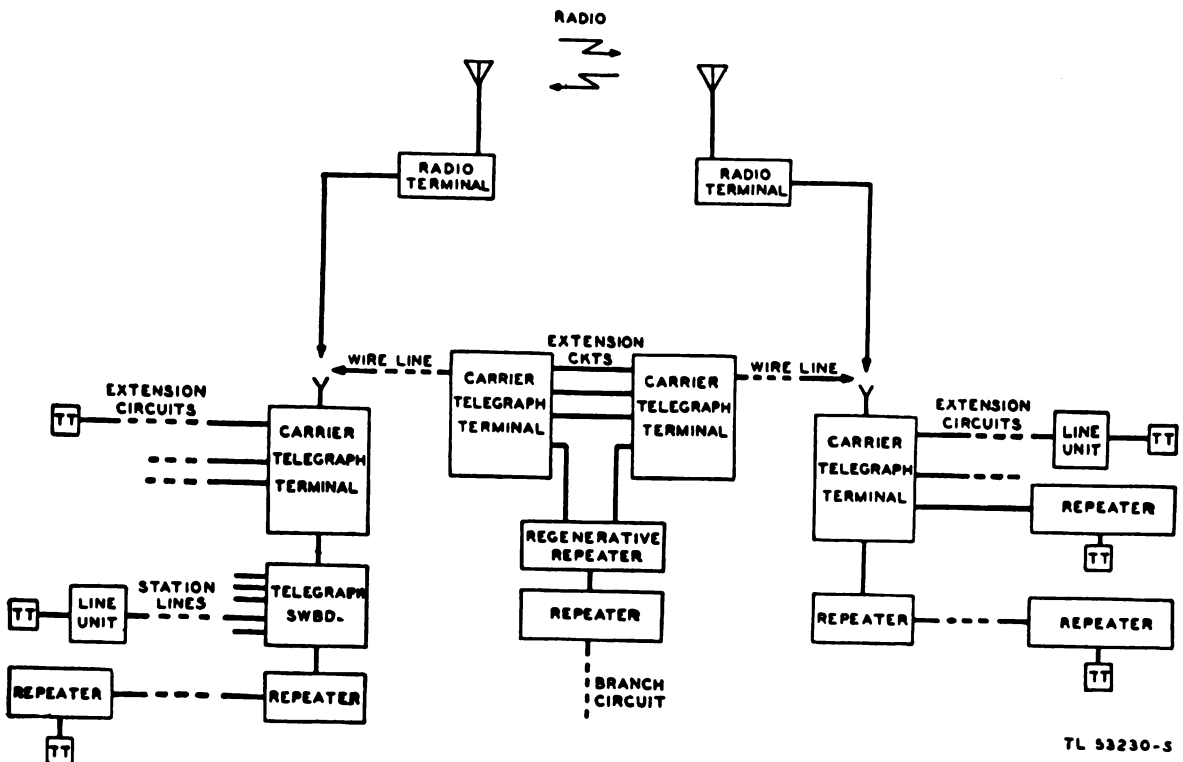 RADIO
RADIO
TERMINAL
RADIO
TERMINAL
WIRE LINE
EXTENSION
CKTS
WIRE LINE
CARRIER
TELEGRAPH
TERMINAL
CARRIER
TELEGRAPH
TERMINAL
EXTENSION
CIRCUITS
TT
CARRIER
TELEGRAPH
TERMINAL
CARRIER
TELEGRAPH
TERMINAL
EXTENSION
CIRCUITS
LINE
UNIT
TT
REPEATER
TT
REGENERATIVE
REPEATER
REPEATER
BRANCH
CIRCUIT
TT
LINE
UNIT
STATION
LINES
TELEGRAPH
SWBD.
REPEATER
REPEATER
TT
REPEATER
REPEATER
TT
TL 53230-S